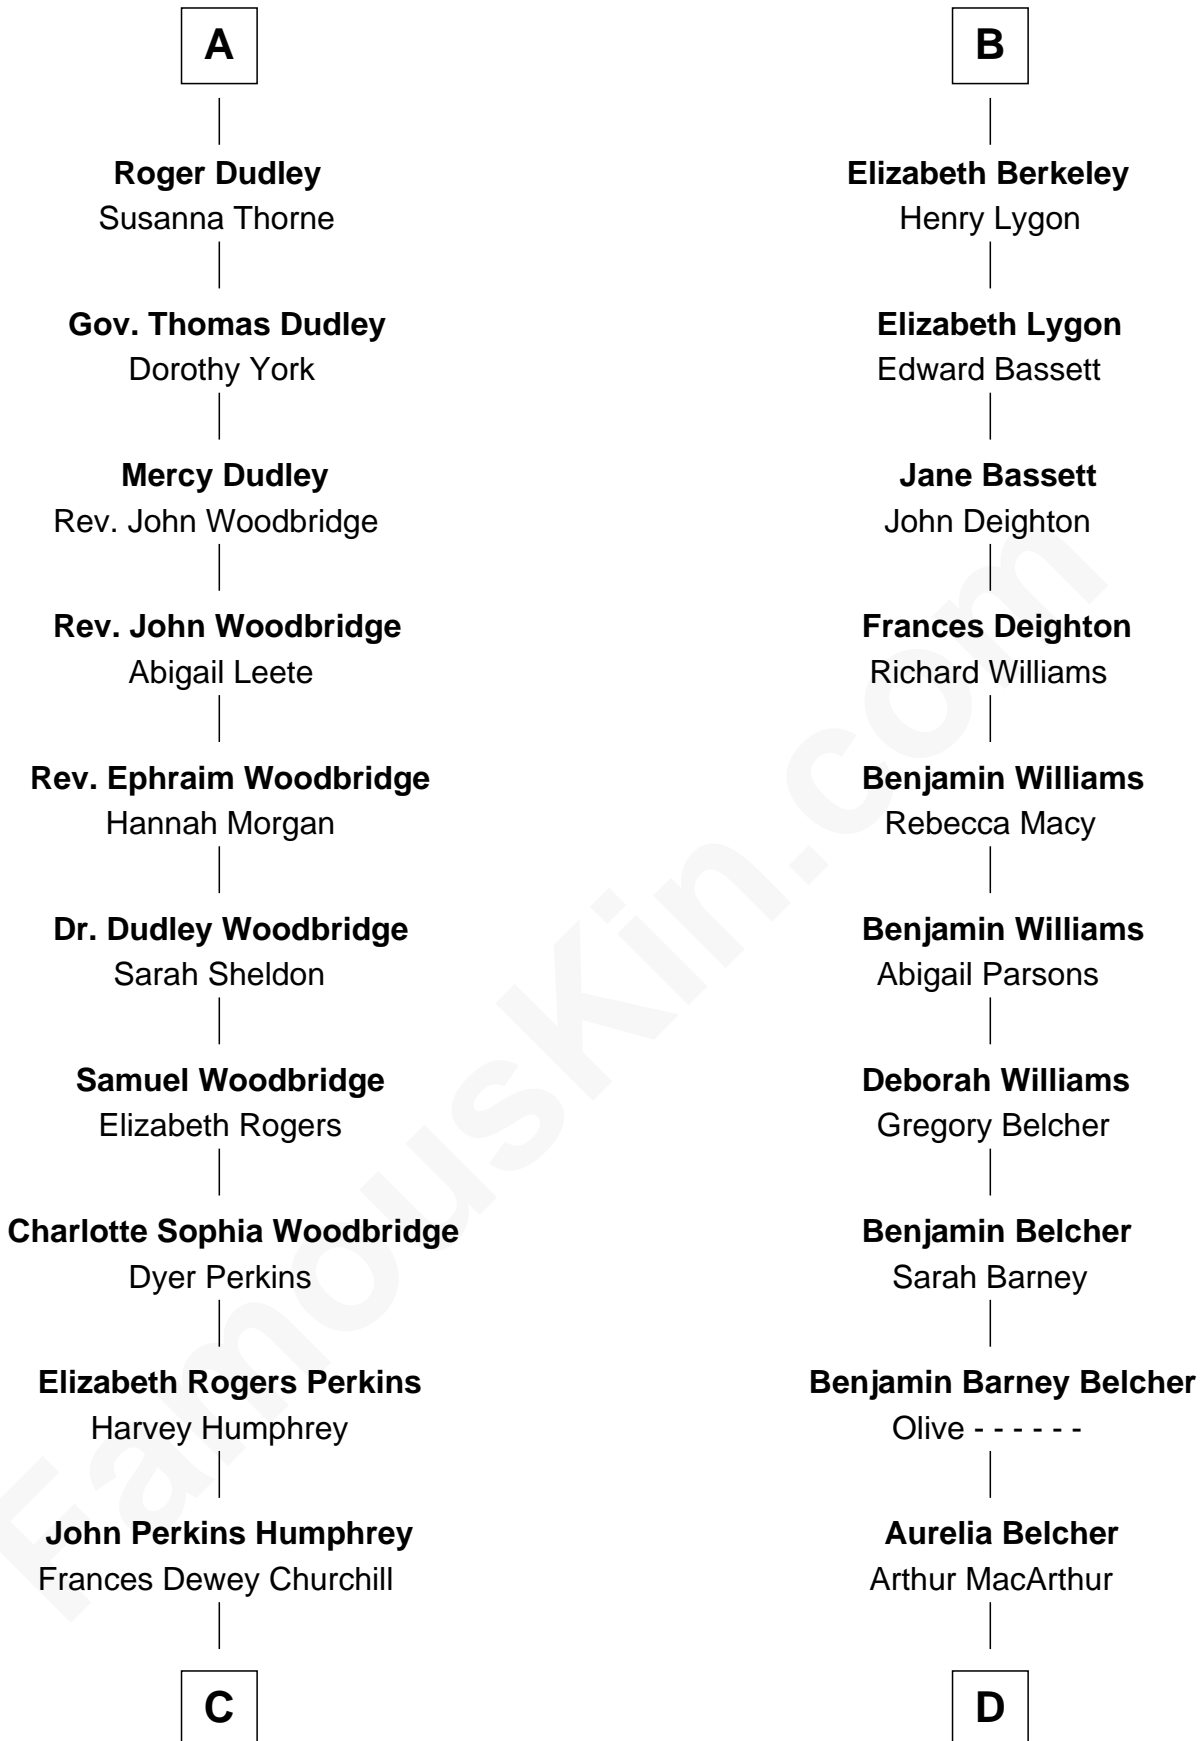 A
Roger Dudley
Susanna Thorne
Gov. Thomas Dudley
Dorothy York
Mercy Dudley
Rev. John Woodbridge
Rev. John Woodbridge
Abigail Leete
Rev. Ephraim Woodbridge
Hannah Morgan
Dr. Dudley Woodbridge
Sarah Sheldon
Samuel Woodbridge
Elizabeth Rogers
Charlotte Sophia Woodbridge
Dyer Perkins
Elizabeth Rogers Perkins
Harvey Humphrey
John Perkins Humphrey
Frances Dewey Churchill
C
B
Elizabeth Berkeley
Henry Lygon
Elizabeth Lygon
Edward Bassett
Jane Bassett
John Deighton
Frances Deighton
Richard Williams
Benjamin Williams
Rebecca Macy
Benjamin Williams
Abigail Parsons
Deborah Williams
Gregory Belcher
Benjamin Belcher
Sarah Barney
Benjamin Barney Belcher
Olive - - - - - -
Aurelia Belcher
Arthur MacArthur
D
FamousKin.com